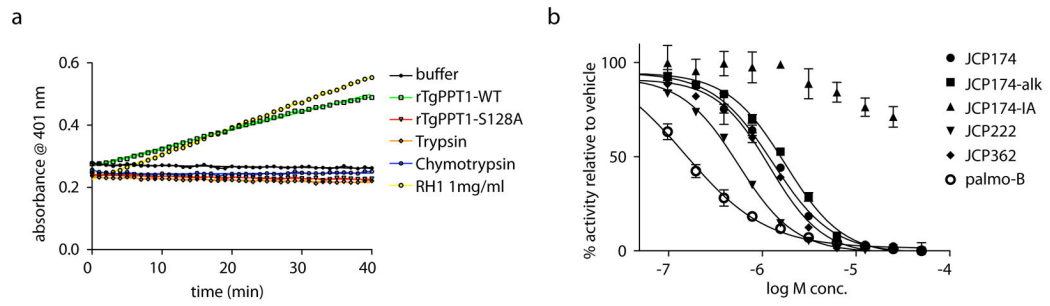 a
absorbance @ 401 nm
0.6
0.4
0.2
0.0
0
10
20
30
40
time (min)
buffer
rTgPPT1-WT
rTgPPT1-S128A
Trypsin
Chymotrypsin
RH1 1mg/ml
b
% activity relative to vehicle
100
50
0
-7
-6
-5
-4
log M conc.
JCP174
JCP174-alk
JCP174-IA
JCP222
JCP362
palmo-B